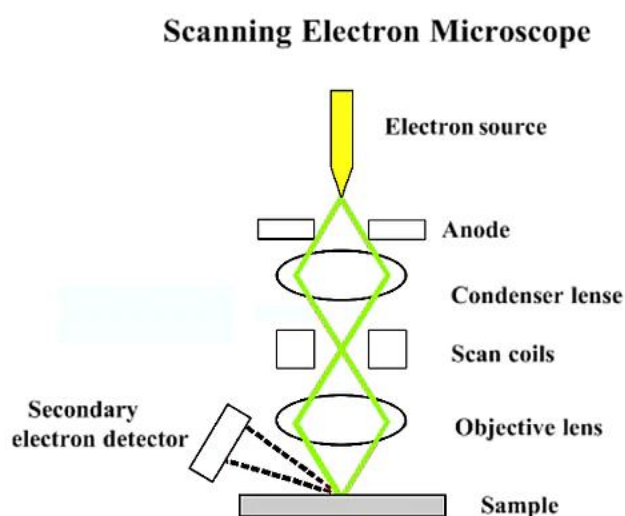 Scanning Electron Microscope
Electron source
Anode
Condenser lense
Scan coils
Secondary
electron detector
Objective lens
Sample